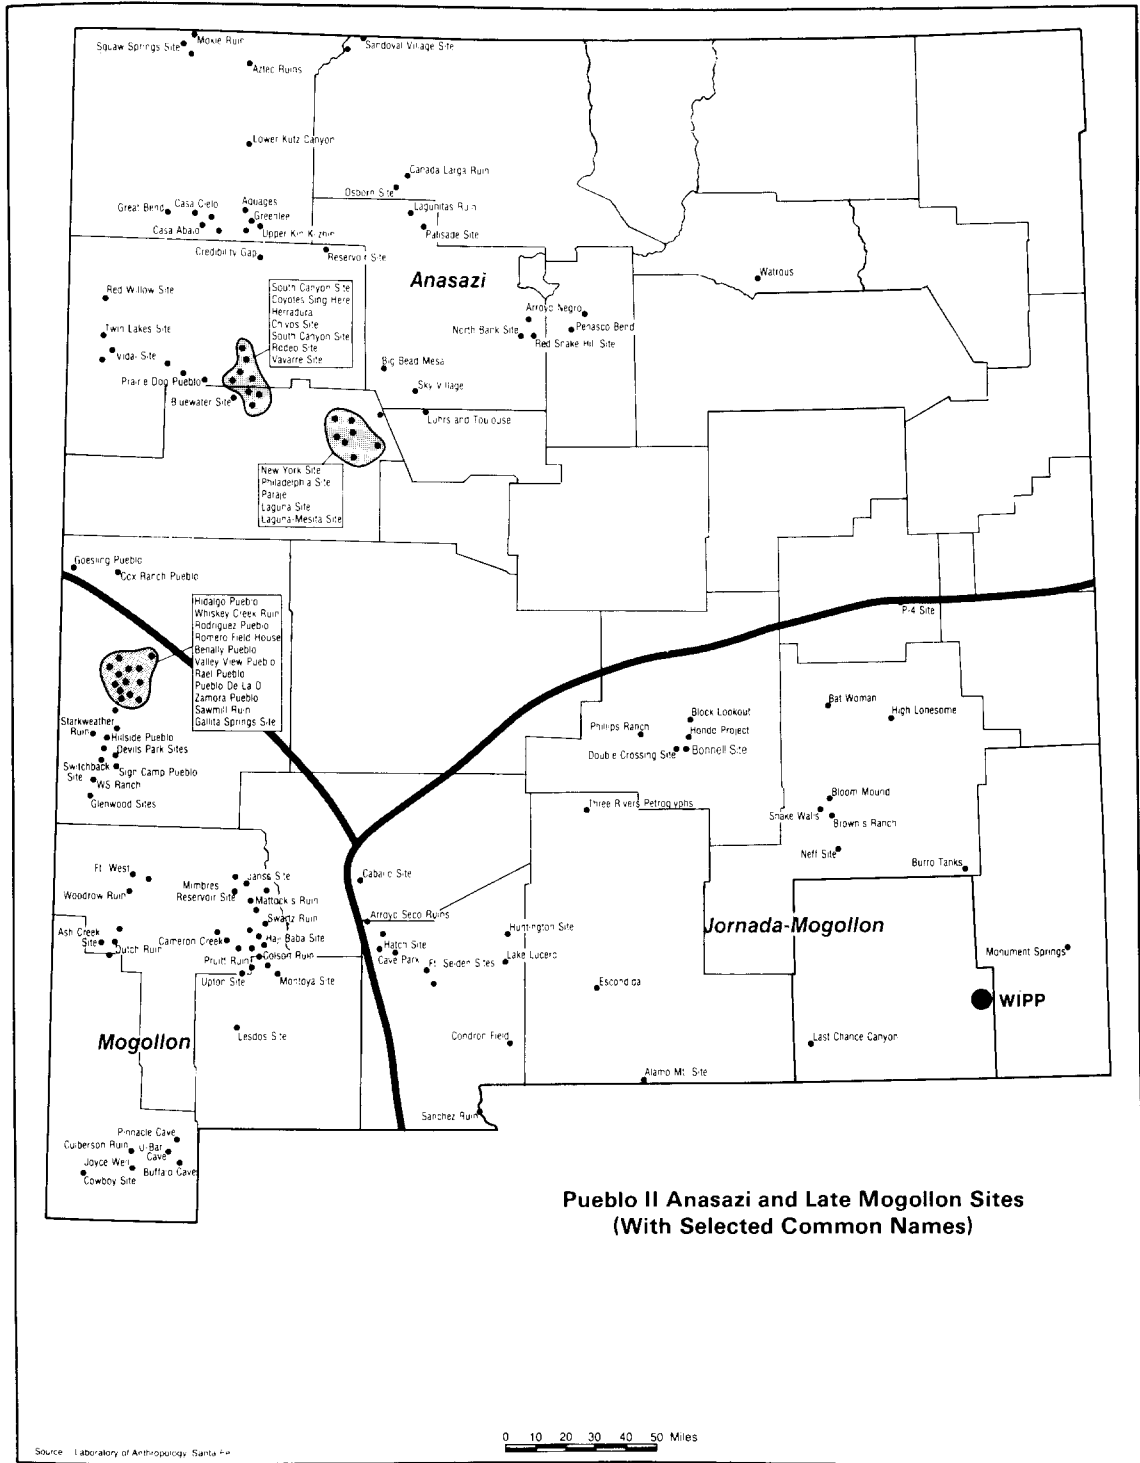 Moxie Ruin
Squaw Springs Site
Sandoval Village Site
Aztec Ruins
Lower Kutz Canyon
Canada Larga Ruin
Osborn Site
Great Bend
Casa Cielo
Aquages
Lagunitas Ruin
Greenlee
Casa Abajo
Upper Kin Klizhin
Palisade Site
Credibility Gap
Reservoir Site
Anasazi
Watrous
Red Willow Site
South Canyon Site
Coyotes Sing Here
Herradura
Chivos Site
South Canyon Site
Rodeo Site
Vavarre Site
Arroyo Negro
Twin Lakes Site
North Bank Site
Penasco Bend
Red Snake Hill Site
Vidal Site
Big Bead Mesa
Prairie Dog Pueblo
Sky Village
Bluewater Site
Luhrs and Toulouse
New York Site
Philadelphia Site
Paraje
Laguna Site
Laguna-Mesita Site
Goesling Pueblo
Cox Ranch Pueblo
Hidalgo Pueblo
Whiskey Creek Ruin
Rodriguez Pueblo
Romero Field House
Benally Pueblo
Valley View Pueblo
Rael Pueblo
Pueblo De La O
Zamora Pueblo
Sawmill Ruin
Gallita Springs Site
P-4 Site
Bat Woman
High Lonesome
Block Lookout
Phillips Ranch
Hondo Project
Double Crossing Site
Bonnell Site
Starkweather
Ruin
Hillside Pueblo
Devils Park Sites
Switchback
Site
Sign Camp Pueblo
WS Ranch
Glenwood Sites
Three Rivers Petroglyphs
Bloom Mound
Snake Walls
Brown's Ranch
Neff Site
Burro Tanks
Ft. West
Janss Site
Caballo Site
Woodrow Ruin
Mimbres
Reservoir Site
Mattocks Ruin
Swartz Ruin
Arroyo Seco Ruins
Ash Creek
Site
Cameron Creek
Haji Baba Site
Hatch Site
Huntington Site
Jornada-Mogollon
Dutch Ruin
Pruitt Ruin
Colson Ruin
Cave Park
Ft. Selden Sites
Lake Lucero
Monument Springs
Upton Site
Montoya Site
Escondida
WIPP
Mogollon
Lesdos Site
Condron Field
Last Chance Canyon
Alamo Mt. Site
Sanchez Ruin
Pinnacle Cave
Culberson Ruin
U-Bar
Cave
Joyce Well
Buffalo Cave
Cowboy Site
Pueblo II Anasazi and Late Mogollon Sites
(With Selected Common Names)
0 10 20 30 40 50 Miles
Source Laboratory of Anthropology, Santa Fe